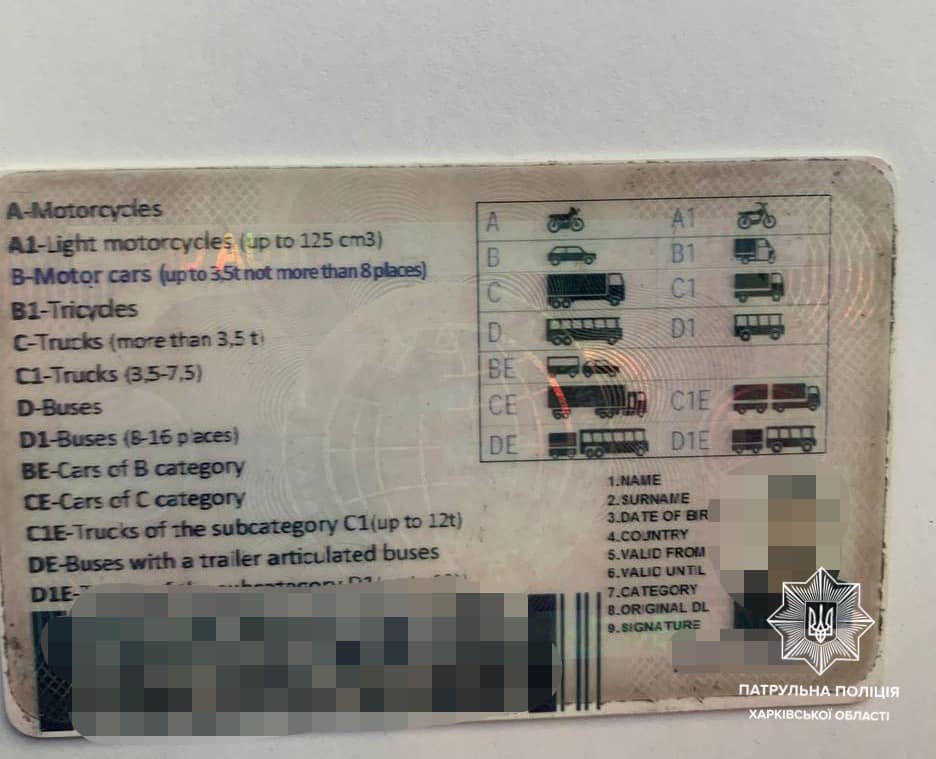 A-Motorcycles
A1-Light motorcycles (up to 125 cm3)
B-Motor cars (up to 3,5t not more than 8 places)
B1-Tricycles
C-Trucks (more than 3,5 t)
C1-Trucks (3,5-7,5)
D-Buses
D1-Buses (8-16 places)
BE-Cars of B category
CE-Cars of C category
C1E-Trucks of the subcategory C1(up to 12t)
DE-Buses with a trailer articulated buses
D1E-
A A1
B B1
C C1
D D1
BE
CE C1E
DE D1E
1.NAME
2.SURNAME
3.DATE OF BIR
4.COUNTRY
5.VALID FROM
6.VALID UNTIL
7.CATEGORY
8.ORIGINAL DL
9.SIGNATURE
ПАТРУЛЬНА ПОЛІЦІЯ
ХАРКІВСЬКОЇ ОБЛАСТІ